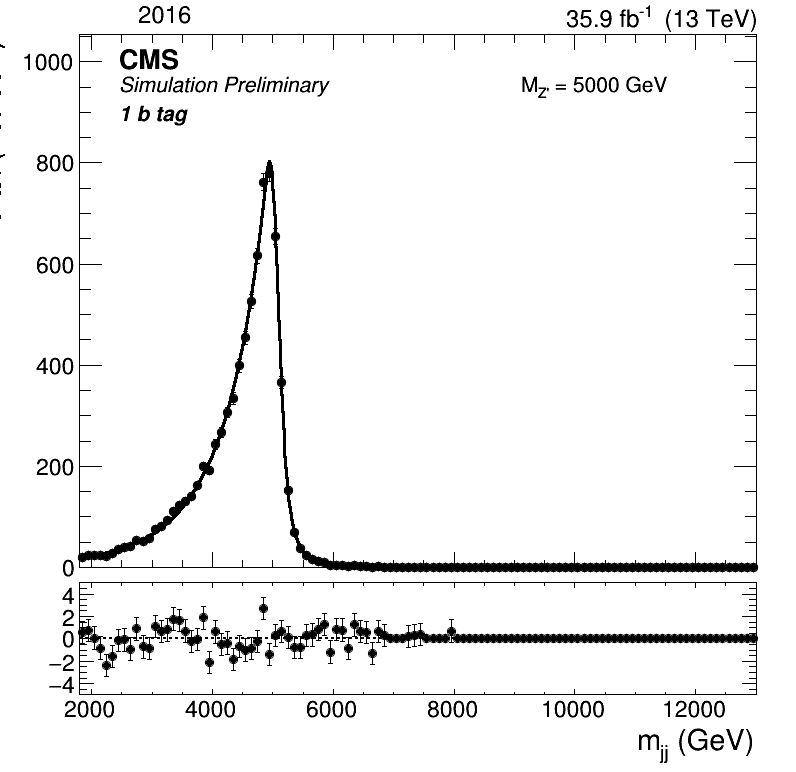 2016
35.9 fb⁻¹ (13 TeV)
CMS
Simulation Preliminary
1 b tag
M_Z' = 5000 GeV
1000
800
600
400
200
0
4
2
0
−2
−4
2000 4000 6000 8000 10000 12000
m_jj (GeV)